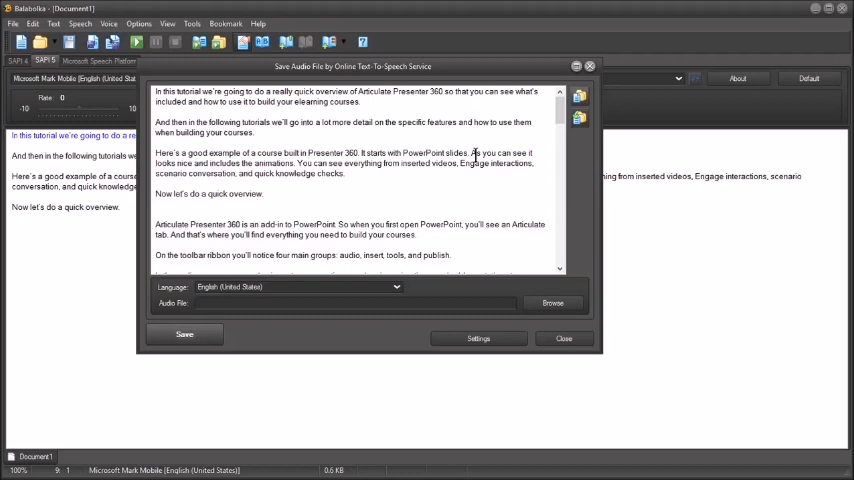 Balabolka - [Document1]
File Edit Text Speech Voice Options View Tools Bookmark Help
SAPI 4 SAPI 5 Microsoft Speech Platform
Save Audio File by Online Text-To-Speech Service
Microsoft Mark Mobile [English (United Stat
About Default
Rate: 0
-10 10
In this tutorial we're going to do a re
And then in the following tutorials we
Here's a good example of a course
conversation, and quick knowledge
Now let's do a quick overview.
ning from inserted videos, Engage interactions, scenario
In this tutorial we're going to do a really quick overview of Articulate Presenter 360 so that you can see what's
included and how to use it to build your elearning courses.
And then in the following tutorials we'll go into a lot more detail on the specific features and how to use them
when building your courses.
Here's a good example of a course built in Presenter 360. It starts with PowerPoint slides. As you can see it
looks nice and includes the animations. You can see everything from inserted videos, Engage interactions,
scenario conversation, and quick knowledge checks.
Now let's do a quick overview.
Articulate Presenter 360 is an add-in to PowerPoint. So when you first open PowerPoint, you'll see an Articulate
tab. And that's where you'll find everything you need to build your courses.
On the toolbar ribbon you'll notice four main groups: audio, insert, tools, and publish.
Language: English (United States)
Audio File: Browse
Save Settings Close
Document1
100% 9: 1 Microsoft Mark Mobile [English (United States)] 0.6 KB